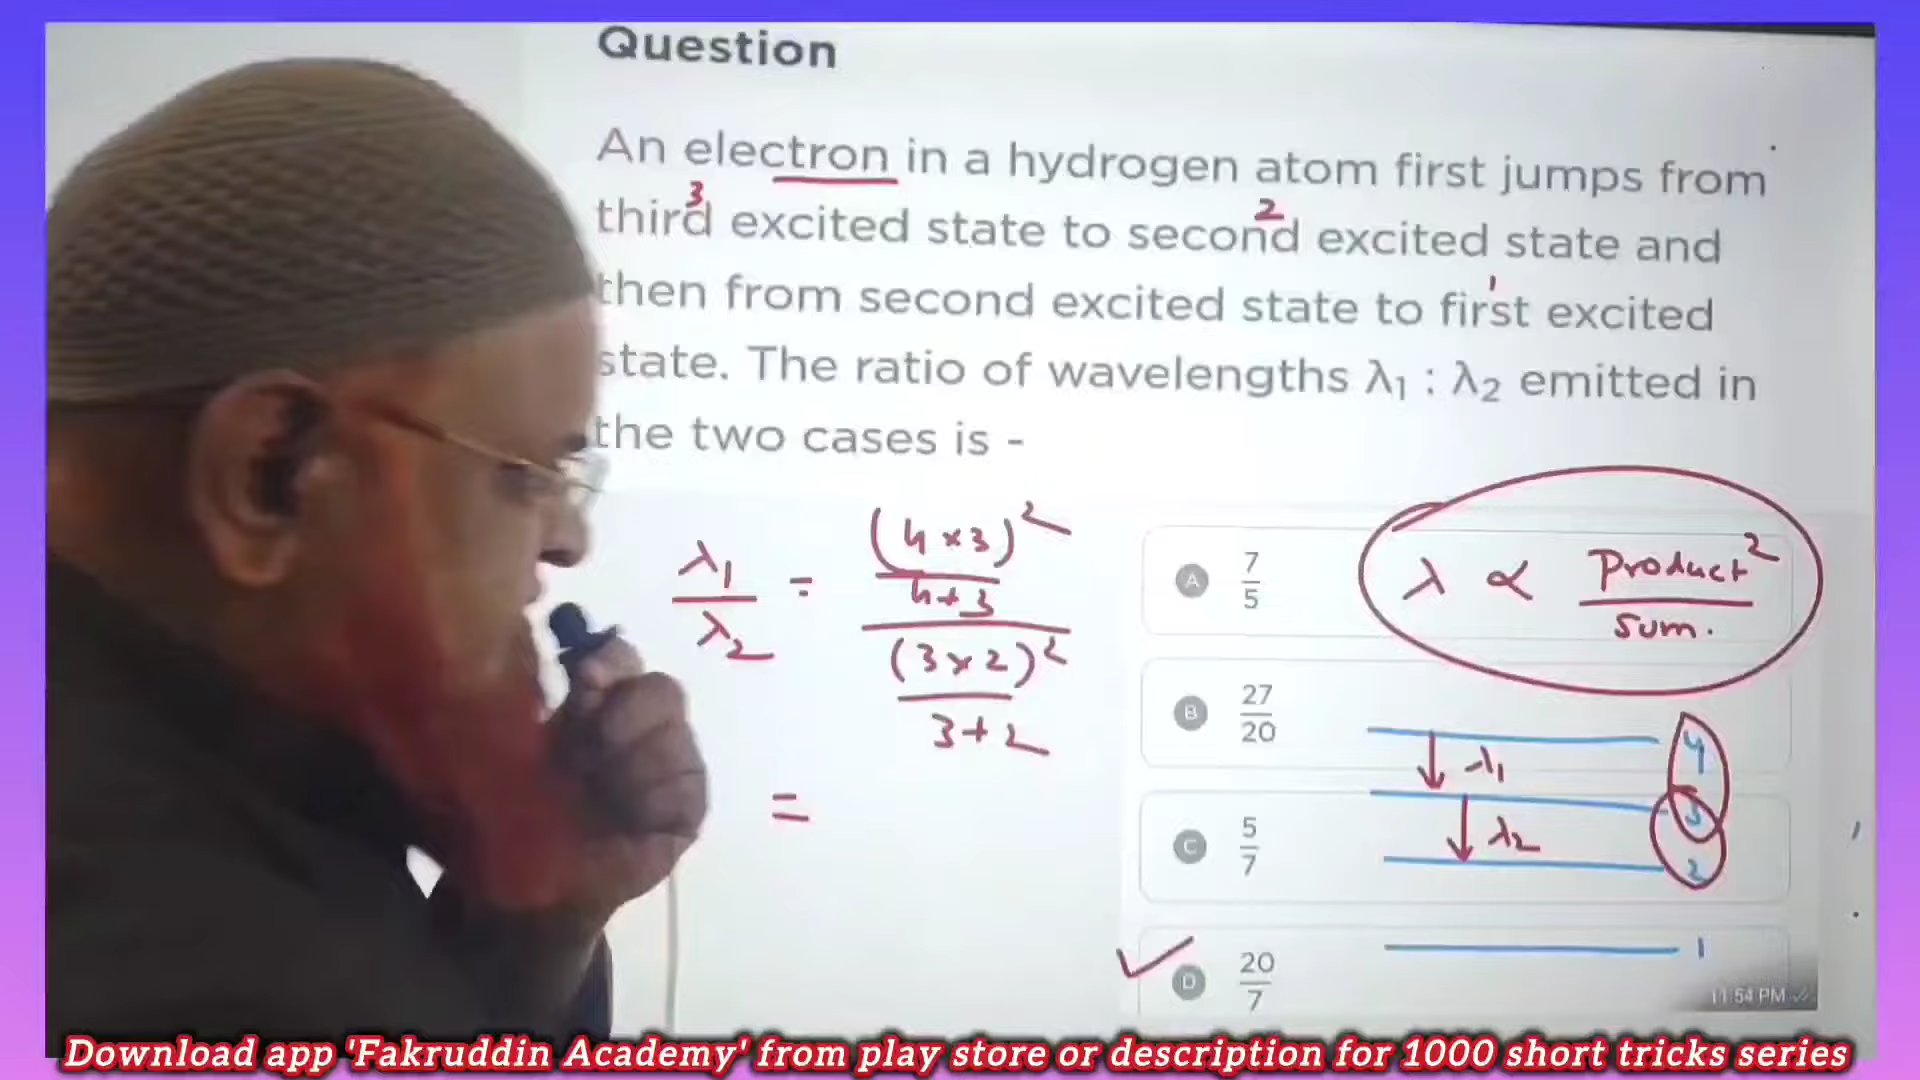 Question
An electron in a hydrogen atom first jumps from
3
2
third excited state to second excited state and
1
then from second excited state to first excited
state. The ratio of wavelengths λ₁ : λ₂ emitted in
the two cases is -
λ₁/λ₂ = ((4×3)²/(4+3))/((3×2)²/(3+2))
=
λ ∝ Product²/sum.
A 7/5
B 27/20
C 5/7
D 20/7
4
λ₁
3
λ₂
2
1
11:54 PM
Download app 'Fakruddin Academy' from play store or description for 1000 short tricks series